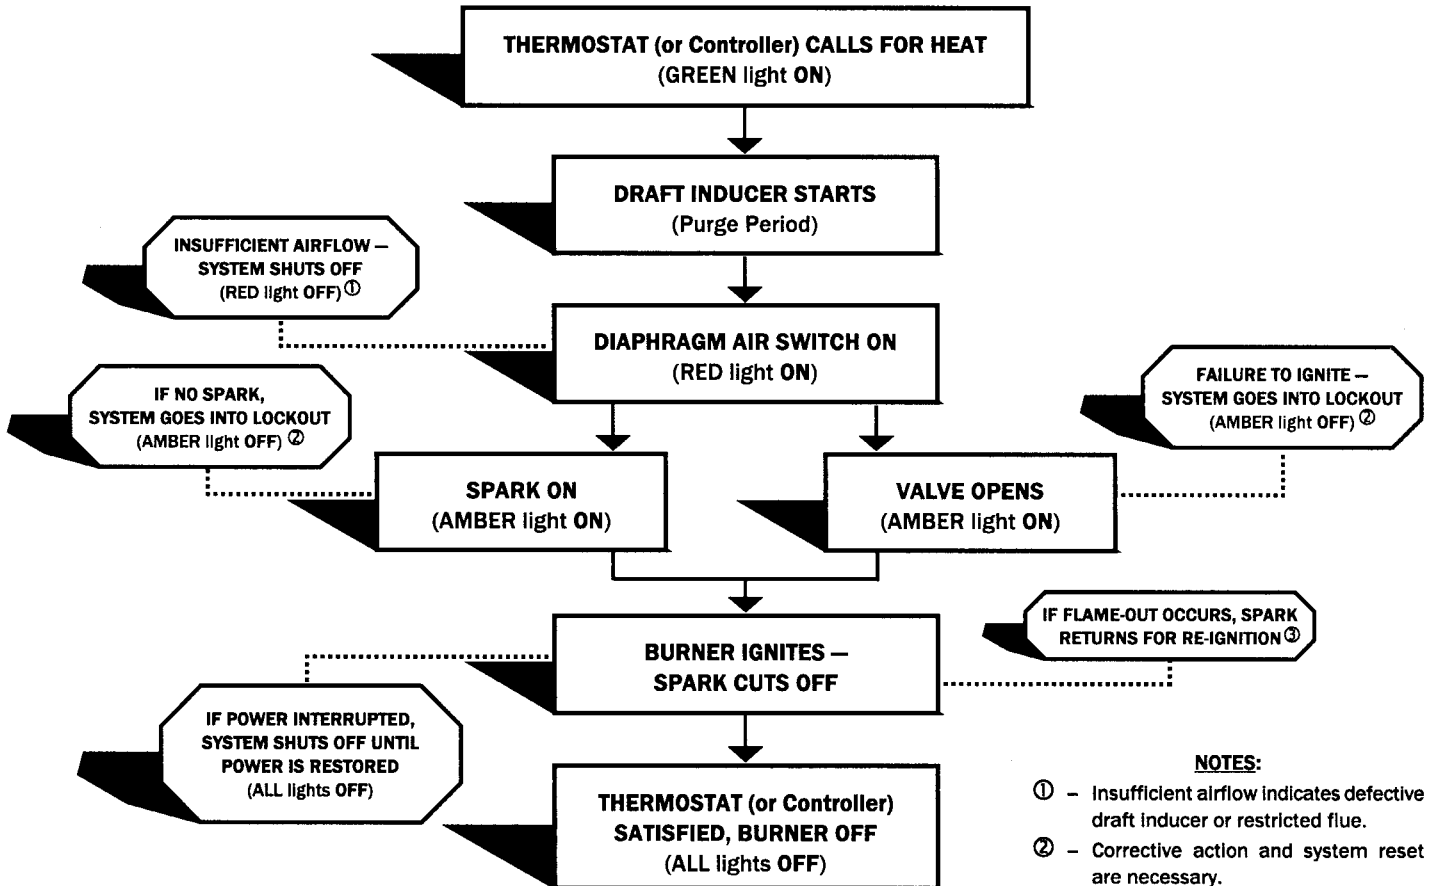 THERMOSTAT (or Controller) CALLS FOR HEAT
(GREEN light ON)
DRAFT INDUCER STARTS
(Purge Period)
INSUFFICIENT AIRFLOW —
SYSTEM SHUTS OFF
(RED light OFF) ①
DIAPHRAGM AIR SWITCH ON
(RED light ON)
IF NO SPARK,
SYSTEM GOES INTO LOCKOUT
(AMBER light OFF) ②
FAILURE TO IGNITE —
SYSTEM GOES INTO LOCKOUT
(AMBER light OFF) ②
SPARK ON
(AMBER light ON)
VALVE OPENS
(AMBER light ON)
IF FLAME-OUT OCCURS, SPARK
RETURNS FOR RE-IGNITION ③
BURNER IGNITES —
SPARK CUTS OFF
IF POWER INTERRUPTED,
SYSTEM SHUTS OFF UNTIL
POWER IS RESTORED
(ALL lights OFF)
THERMOSTAT (or Controller)
SATISFIED, BURNER OFF
(ALL lights OFF)
NOTES:
① – Insufficient airflow indicates defective
draft inducer or restricted flue.
② – Corrective action and system reset
are necessary.